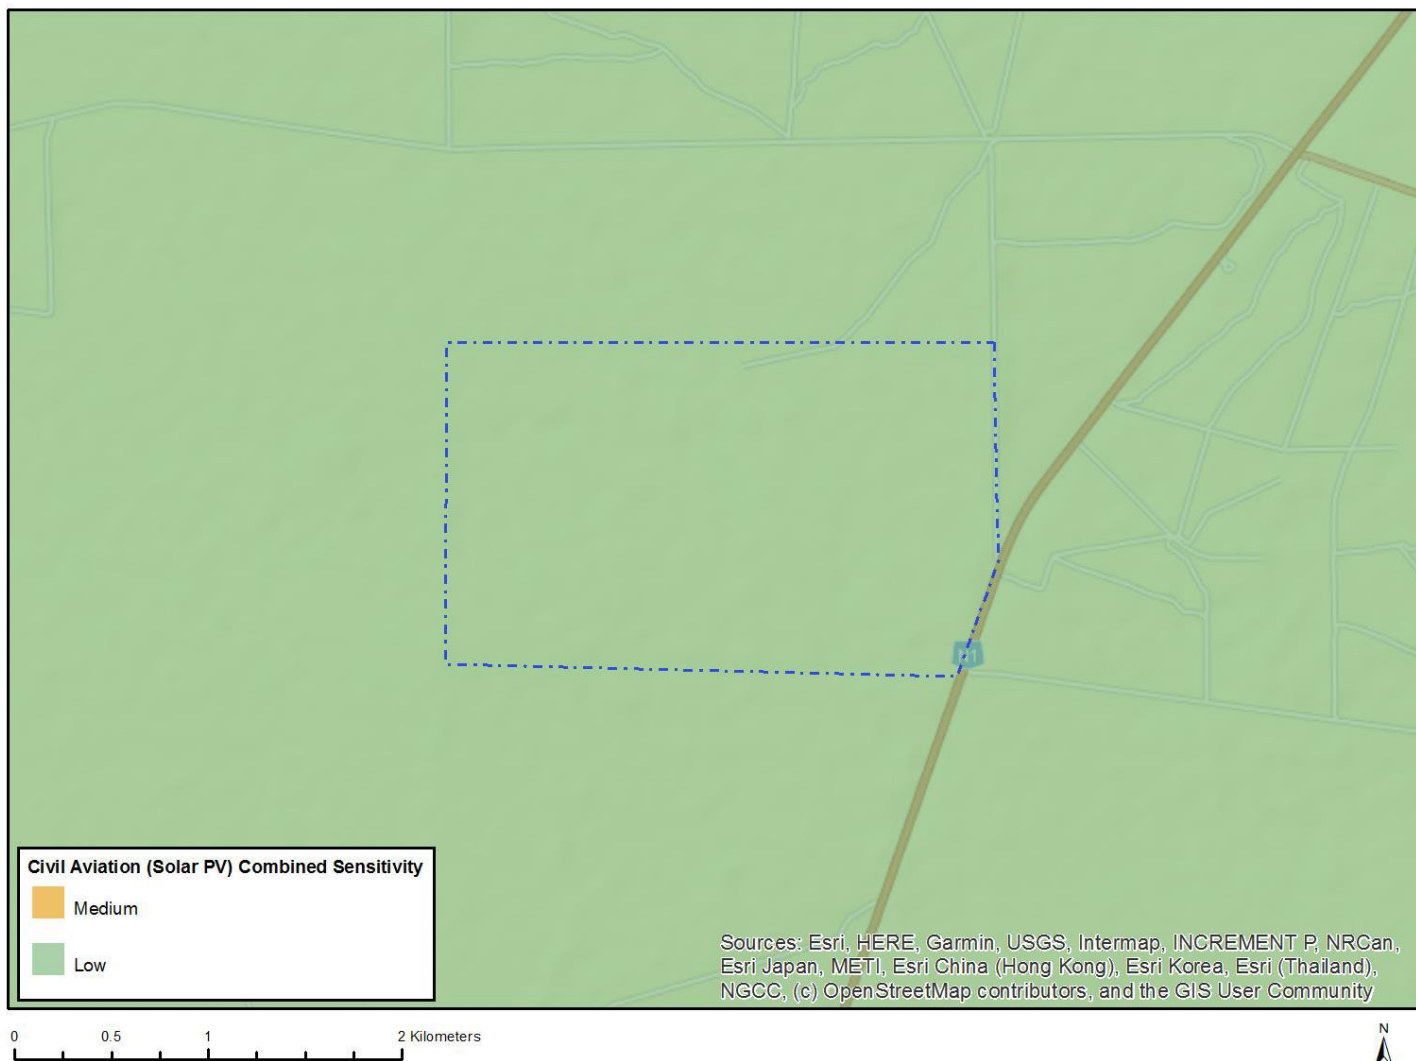 Civil Aviation (Solar PV) Combined Sensitivity
Medium
Low
Sources: Esri, HERE, Garmin, USGS, Intermap, INCREMENT P, NRCan,
Esri Japan, METI, Esri China (Hong Kong), Esri Korea, Esri (Thailand),
NGCC, (c) OpenStreetMap contributors, and the GIS User Community
0 0.5 1 2 Kilometers
N